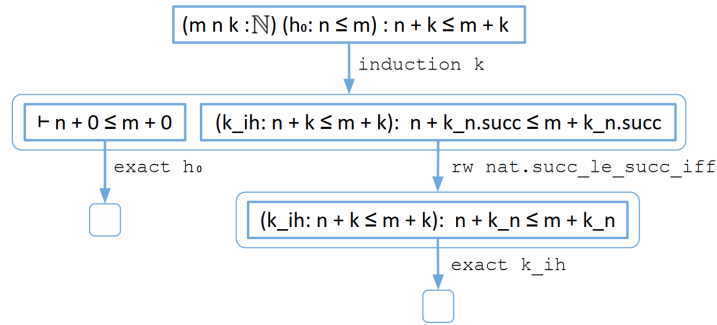 (m n k :ℕ) (h₀: n ≤ m) : n + k ≤ m + k
induction k
⊢ n + 0 ≤ m + 0
(k_ih: n + k ≤ m + k): n + k_n.succ ≤ m + k_n.succ
exact h₀
rw nat.succ_le_succ_iff
(k_ih: n + k ≤ m + k): n + k_n ≤ m + k_n
exact k_ih